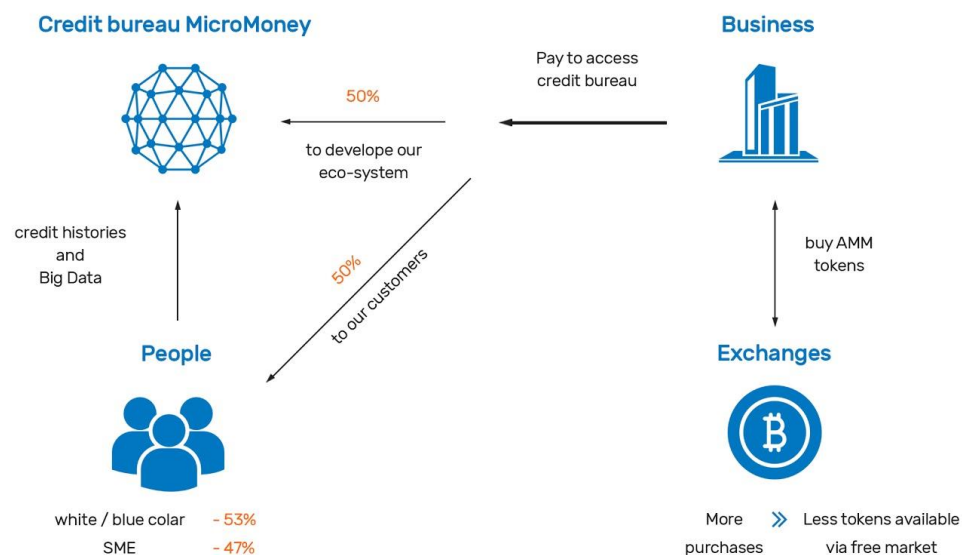 Credit bureau MicroMoney
Business
Pay to access
credit bureau
50%
to develope our
eco-system
credit histories
and
Big Data
50%
to our customers
buy AMM
tokens
People
Exchanges
white / blue colar - 53%
SME - 47%
More
purchases
Less tokens available
via free market